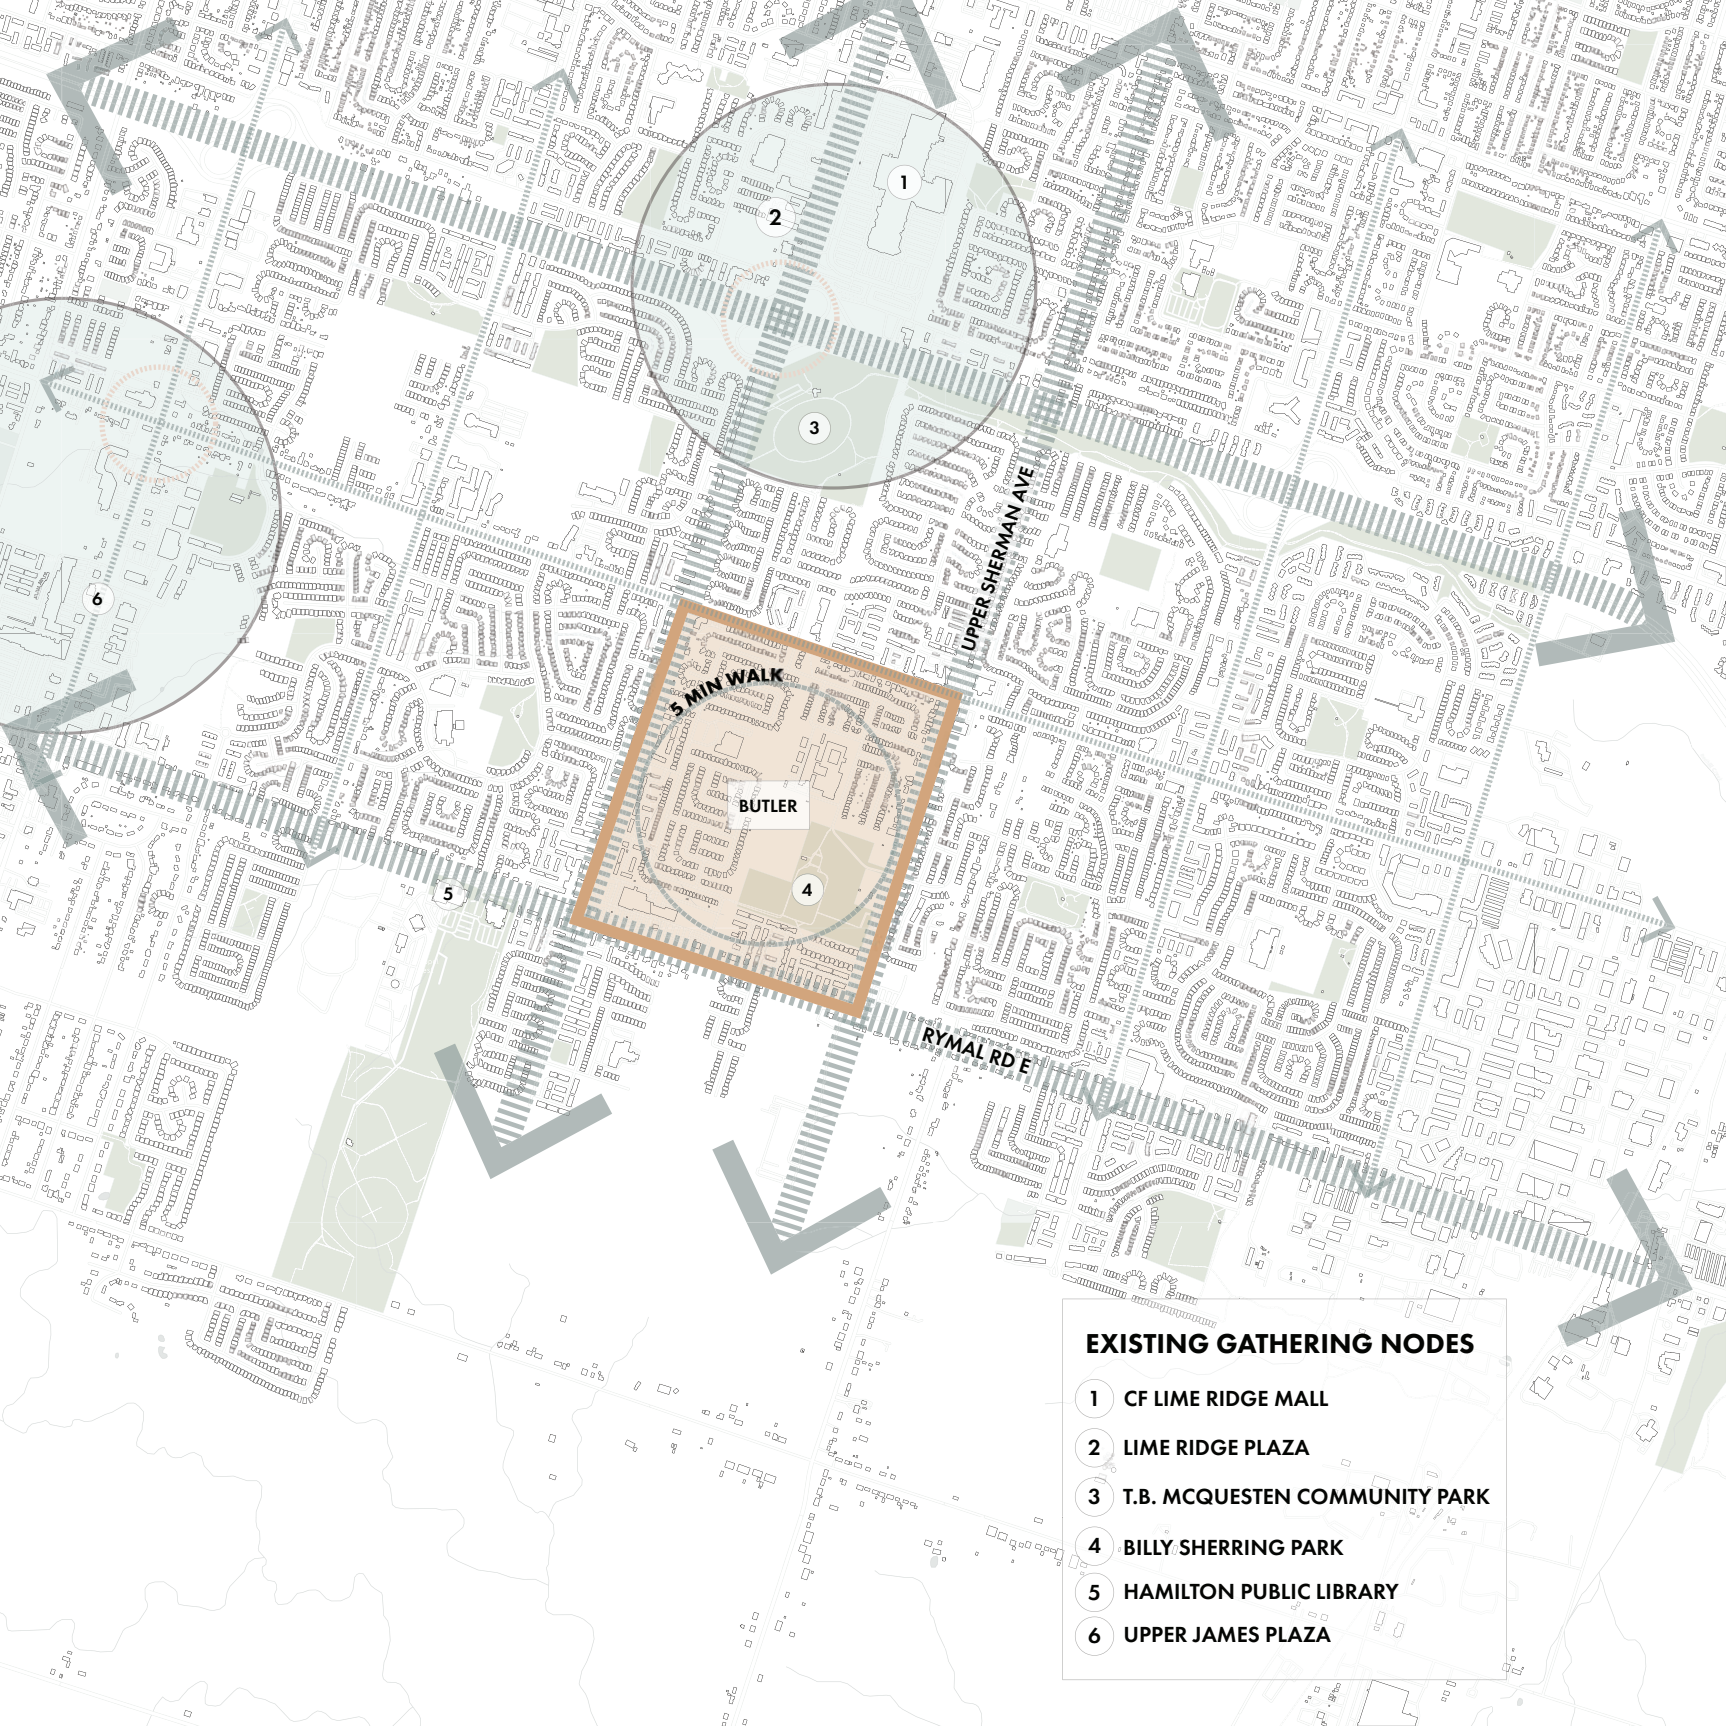 1
2
3
UPPER SHERMAN AVE
6
5 MIN WALK
BUTLER
4
5
RYMAL RD E
EXISTING GATHERING NODES
1 CF LIME RIDGE MALL
2 LIME RIDGE PLAZA
3 T.B. MCQUESTEN COMMUNITY PARK
4 BILLY SHERRING PARK
5 HAMILTON PUBLIC LIBRARY
6 UPPER JAMES PLAZA